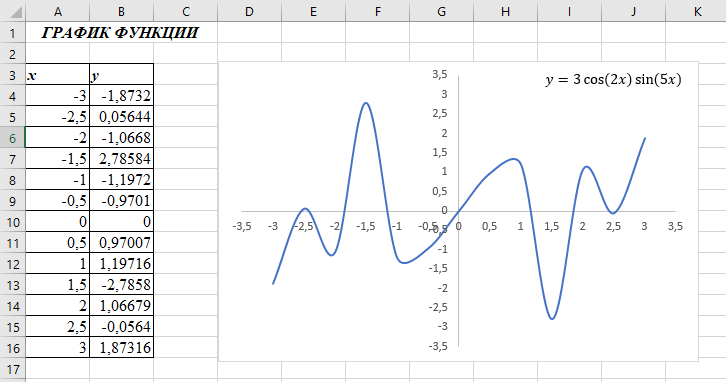 A B C D E F G H I J K
1 ГРАФИК ФУНКЦИИ
2
3 x y
4 -3 -1,8732
5 -2,5 0,05644
6 -2 -1,0668
7 -1,5 2,78584
8 -1 -1,1972
9 -0,5 -0,9701
10 0 0
11 0,5 0,97007
12 1 1,19716
13 1,5 -2,7858
14 2 1,06679
15 2,5 -0,0564
16 3 1,87316
17
y = 3 cos(2x) sin(5x)
3,5
3
2,5
2
1,5
1
0,5
0
-0,5
-1
-1,5
-2
-2,5
-3
-3,5
-3,5 -3 -2,5 -2 -1,5 -1 -0,5 0 0,5 1 1,5 2 2,5 3 3,5